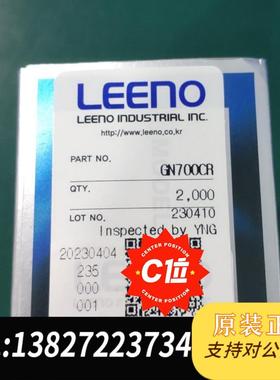 LEENO
LEENO INDUSTRIAL INC.
http://www.leeno.co.kr
PART NO. GN700CR
QTY. 2,000
LOT NO. 230410
Inspected by YNG
20230404
235
000
001
CENTER POSITION
C1位
CENTER POSITION
原装正
:13827223734
支持对公